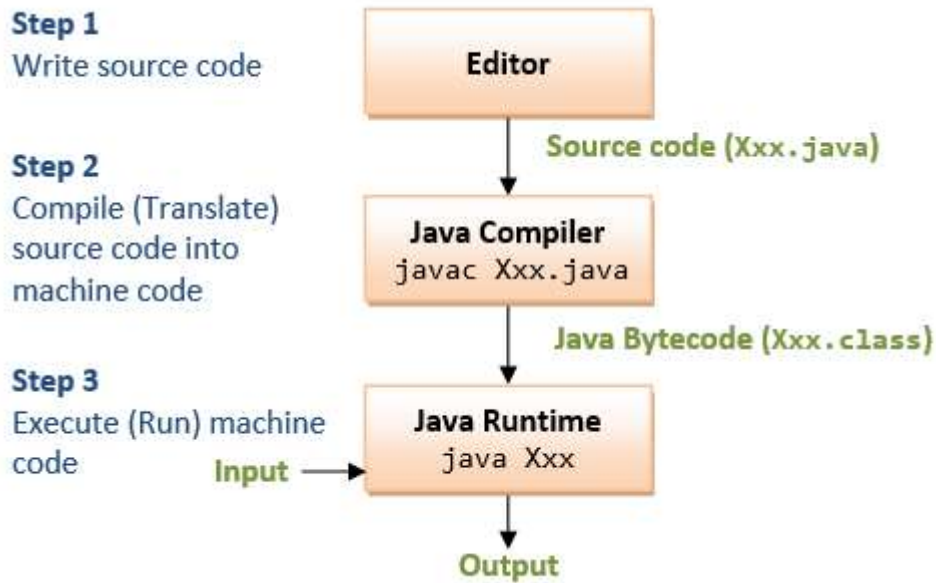 Step 1
Write source code
Editor
Source code (Xxx.java)
Step 2
Compile (Translate)
source code into
machine code
Java Compiler
javac Xxx.java
Java Bytecode (Xxx.class)
Step 3
Execute (Run) machine
code
Java Runtime
java Xxx
Input
Output